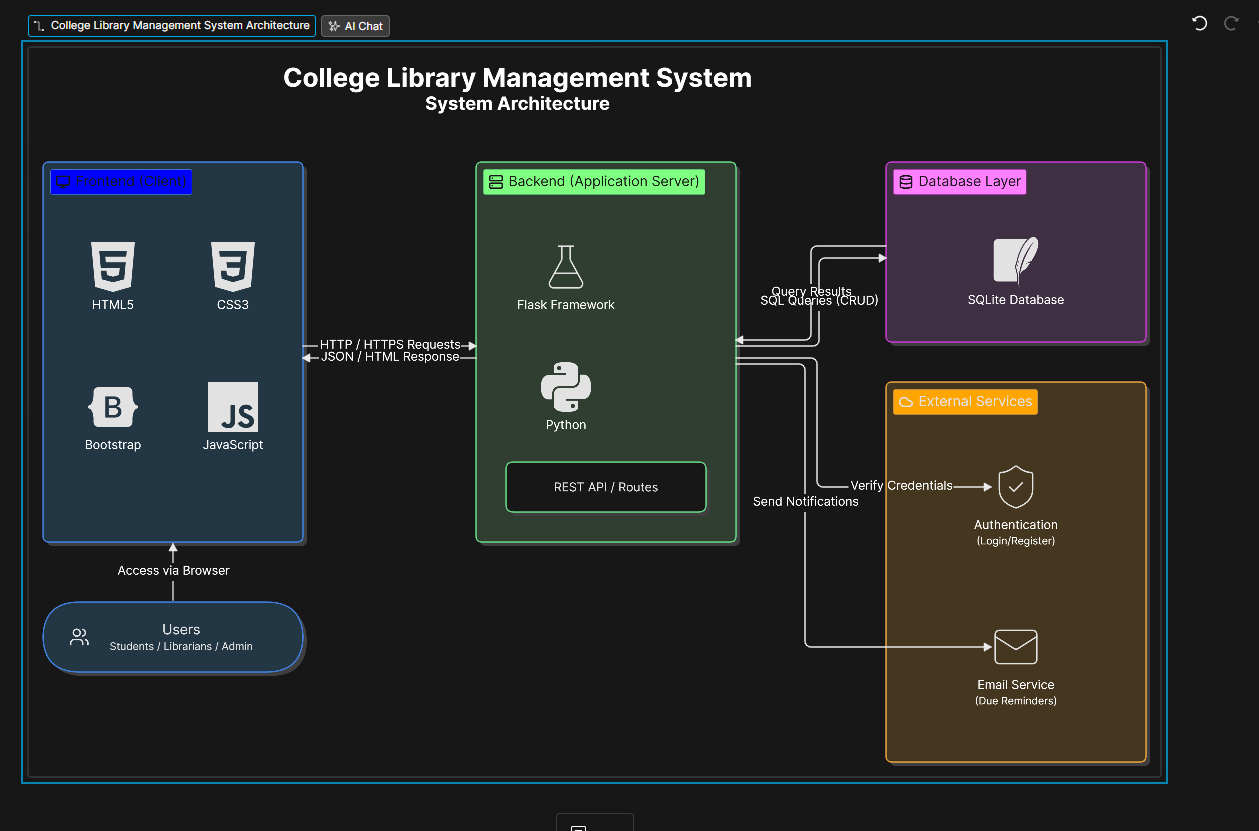 College Library Management System Architecture
AI Chat
College Library Management System
System Architecture
Frontend (Client)
HTML5
CSS3
Bootstrap
JavaScript
Access via Browser
Users
Students / Librarians / Admin
HTTP / HTTPS Requests
JSON / HTML Response
Backend (Application Server)
Flask Framework
Python
REST API / Routes
Query Results
SQL Queries (CRUD)
Verify Credentials
Send Notifications
Database Layer
SQLite Database
External Services
Authentication
(Login/Register)
Email Service
(Due Reminders)